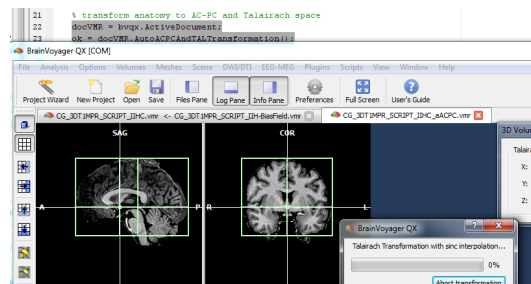 21 % transform anatomy to AC-PC and Talairach space
22 docVMR = bvqx.ActiveDocument;
23 ok = docVMR.AutoACPCAndTALTransformation();
BrainVoyager QX [COM]
File Analysis Options Volumes Meshes Scene DWI/DTI EEG-MEG Plugins Scripts View Window Help
Project Wizard New Project Open Save Files Pane Log Pane Info Pane Preferences Full Screen User's Guide
CG_3DT1MPR_SCRIPT_IIHC.vmr <- CG_3DT1MPR_SCRIPT_IIH-BiasField.vmr CG_3DT1MPR_SCRIPT_IIHC_aACPC.vmr
3D Volu
SAG COR
Talair
X:
Y:
Z:
A P R L
BrainVoyager QX
Talairach Transformation with sinc interpolation...
0%
Abort transformation